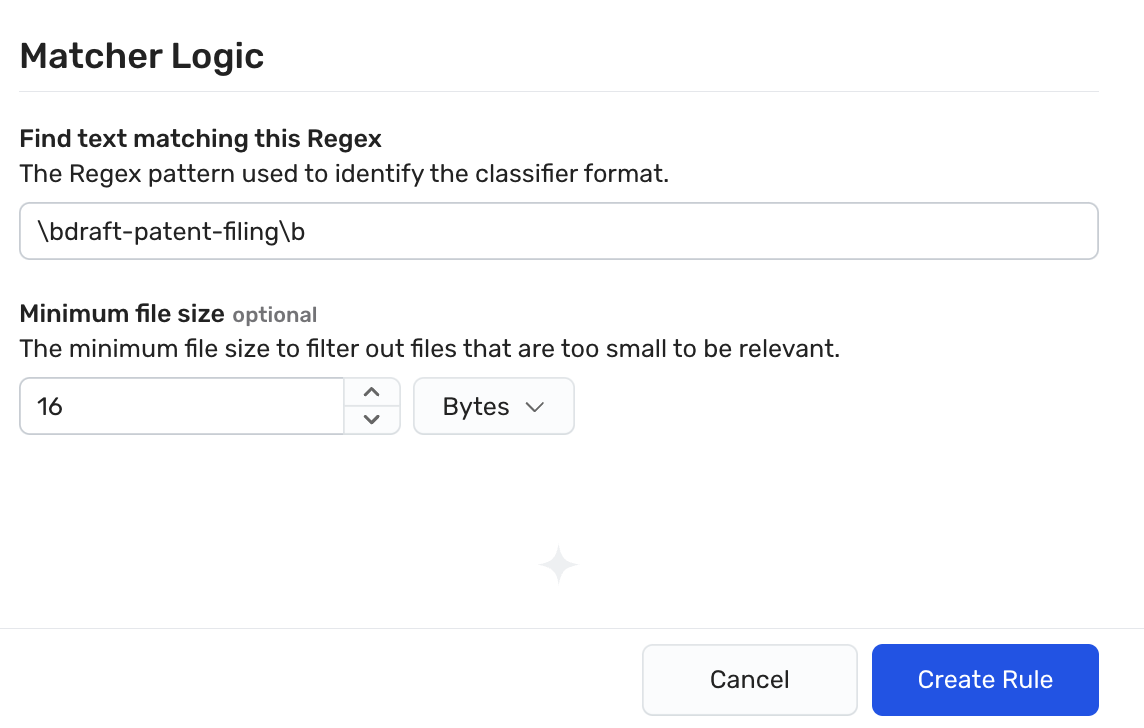 Matcher Logic
Find text matching this Regex
The Regex pattern used to identify the classifier format.
\bdraft-patent-filing\b
Minimum file size optional
The minimum file size to filter out files that are too small to be relevant.
16 Bytes
Cancel Create Rule